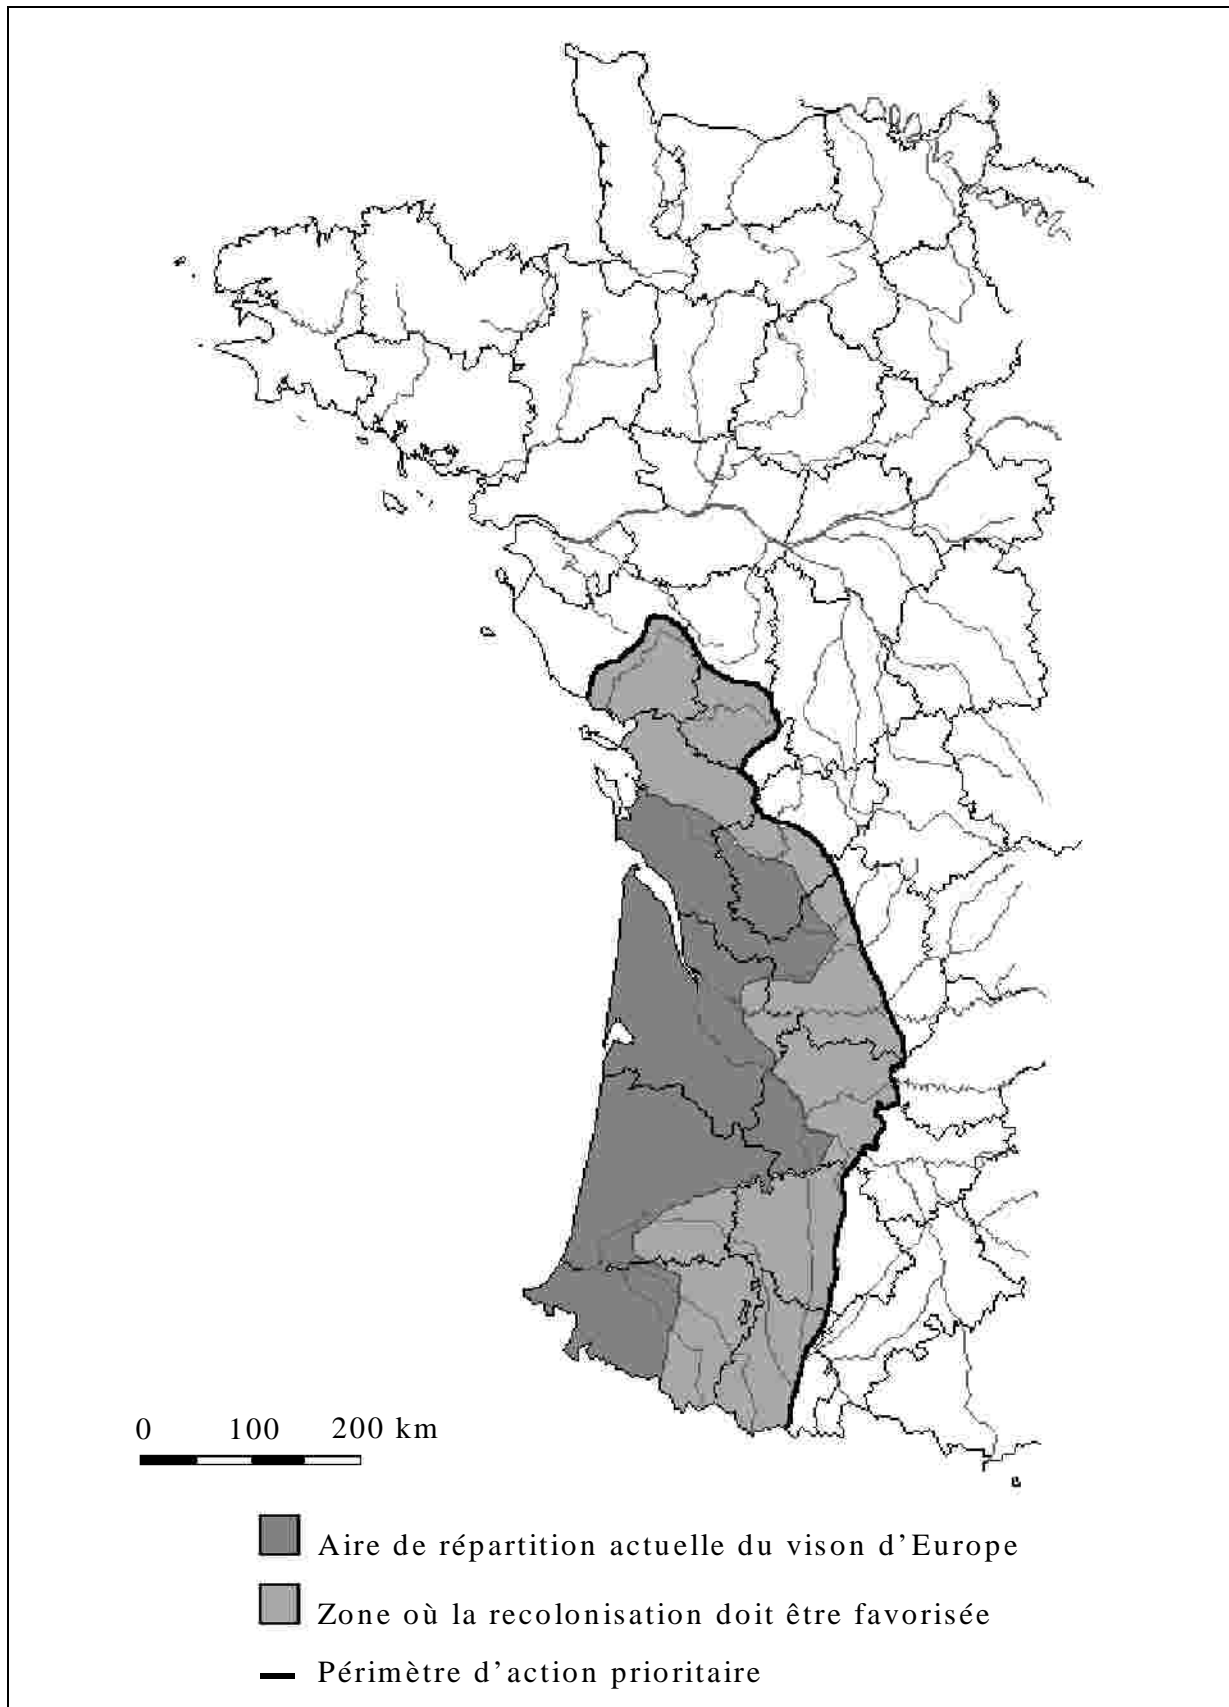 0 100 200 km
Aire de répartition actuelle du vison d’Europe
Zone où la recolonisation doit être favorisée
Périmètre d’action prioritaire